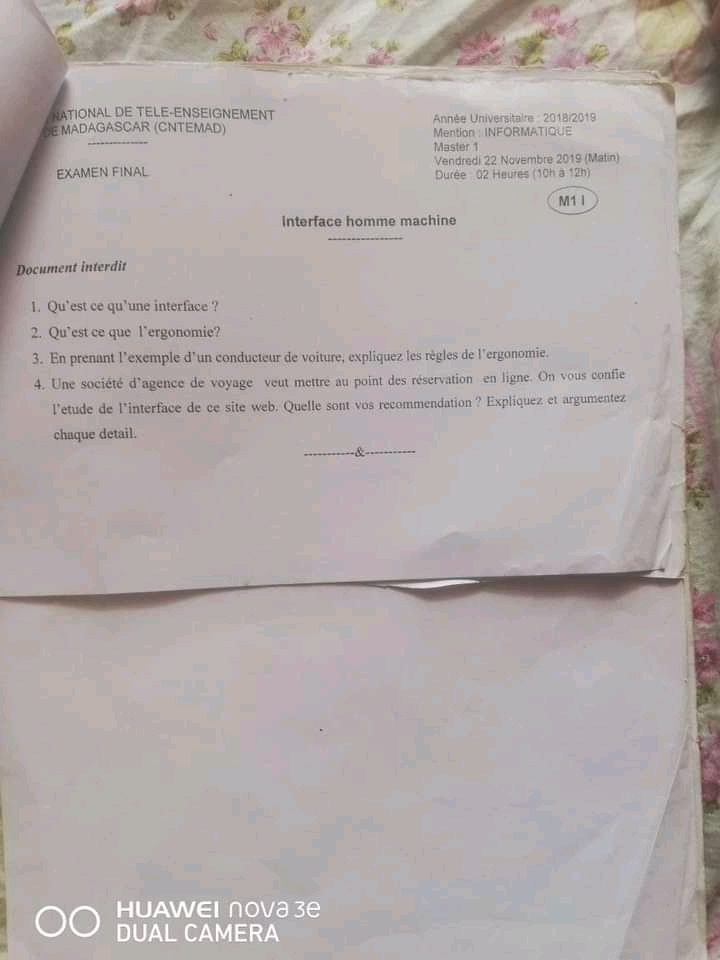 NATIONAL DE TELE-ENSEIGNEMENT
DE MADAGASCAR (CNTEMAD)
--------------
EXAMEN FINAL
Année Universitaire : 2018/2019
Mention : INFORMATIQUE
Master 1
Vendredi 22 Novembre 2019 (Matin)
Durée : 02 Heures (10h à 12h)
M1 I
Interface homme machine
-----------------
Document interdit
1. Qu'est ce qu'une interface ?
2. Qu'est ce que l'ergonomie?
3. En prenant l'exemple d'un conducteur de voiture, expliquez les règles de l'ergonomie.
4. Une société d'agence de voyage veut mettre au point des réservation en ligne. On vous confie
l'etude de l'interface de ce site web. Quelle sont vos recommendation ? Expliquez et argumentez
chaque detail.
-----------&-----------
HUAWEI nova 3e
DUAL CAMERA